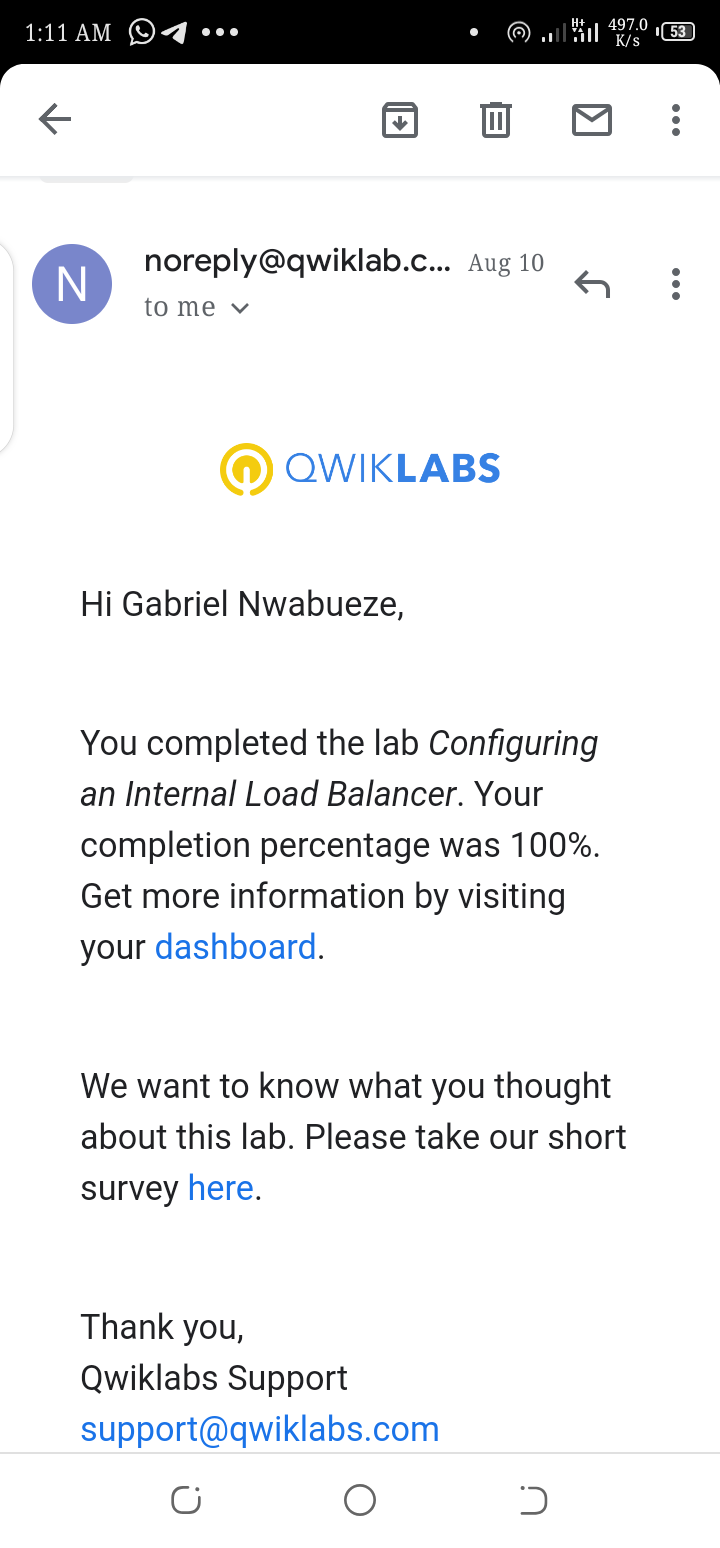 1:11 AM
H+
497.0
K/s
53
N
noreply@qwiklab.c... Aug 10
to me
QWIKLABS
Hi Gabriel Nwabueze,
You completed the lab Configuring
an Internal Load Balancer. Your
completion percentage was 100%.
Get more information by visiting
your dashboard.
We want to know what you thought
about this lab. Please take our short
survey here.
Thank you,
Qwiklabs Support
support@qwiklabs.com